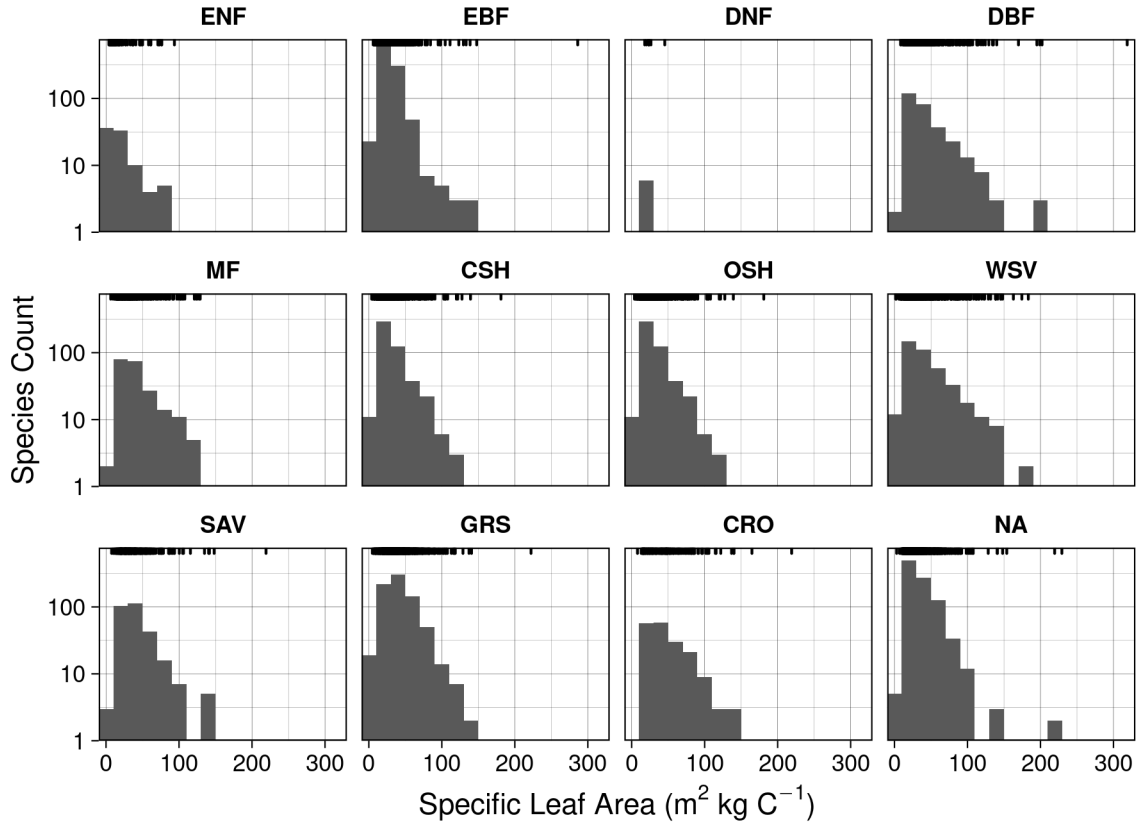 ENF EBF DNF DBF
100
10
1
MF CSH OSH WSV
100
10
1
Species Count
SAV GRS CRO NA
100
10
1
0 100 200 300 0 100 200 300 0 100 200 300 0 100 200 300
Specific Leaf Area (m² kg C⁻¹)